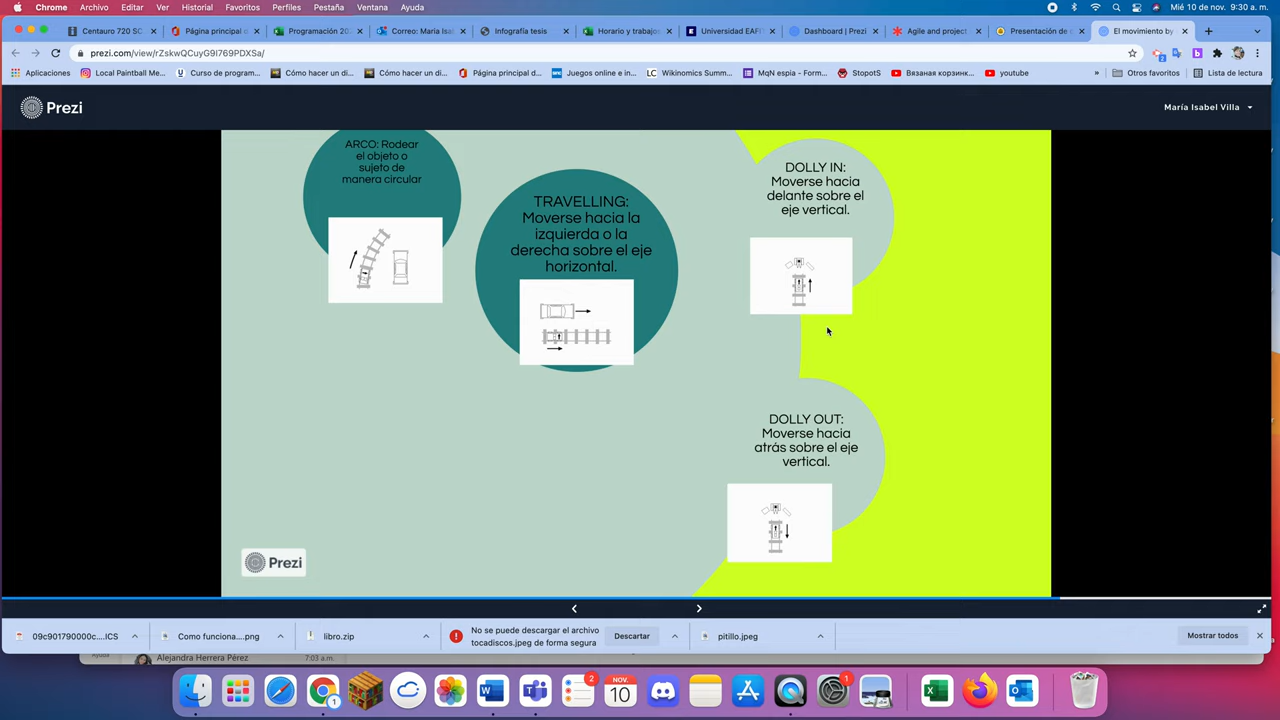 Chrome Archivo Editar Ver Historial Favoritos Perfiles Pestaña Ventana Ayuda
Mié 10 de nov. 9:30 a. m.
Centauro 720 SC
Página principal
Programación 202
Correo: Maria Isa
Infografía tesis
Horario y trabajo
Universidad EAFI
Dashboard | Prezi
Agile and project
Presentación de
El movimiento by
prezi.com/view/rZskwQCuyG9I769PDXSa/
Aplicaciones
Local Paintball Me...
Curso de program...
Cómo hacer un di...
Cómo hacer un di...
Página principal d...
Juegos online e in...
Wikinomics Summ...
MqN espia - Form...
StopotS
Вязаная корзинк...
youtube
»
Otros favoritos
Lista de lectura
Prezi
María Isabel Villa
ARCO: Rodear
el objeto o
sujeto de
manera circular
TRAVELLING:
Moverse hacia la
izquierda o la
derecha sobre el eje
horizontal.
DOLLY IN:
Moverse hacia
delante sobre el
eje vertical.
DOLLY OUT:
Moverse hacia
atrás sobre el eje
vertical.
Prezi
09c901790000c....ICS
Como funciona....png
libro.zip
No se puede descargar el archivo
tocadiscos.jpeg de forma segura
Descartar
pitillo.jpeg
Mostrar todos
Ayuda
Alejandra Herrera Pérez
7:03 a.m.
NOV.
10
2
1